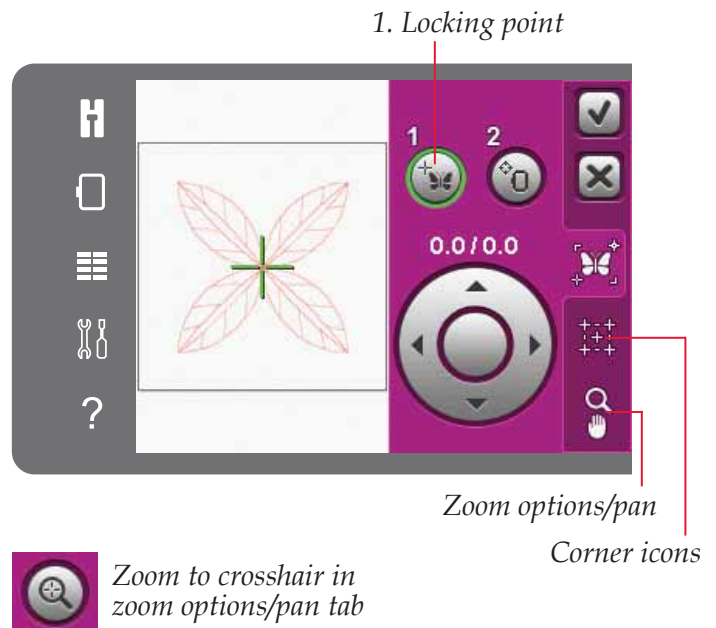 1. Locking point
1 2
0.0/0.0
?
Zoom options/pan
Corner icons
Zoom to crosshair in
zoom options/pan tab